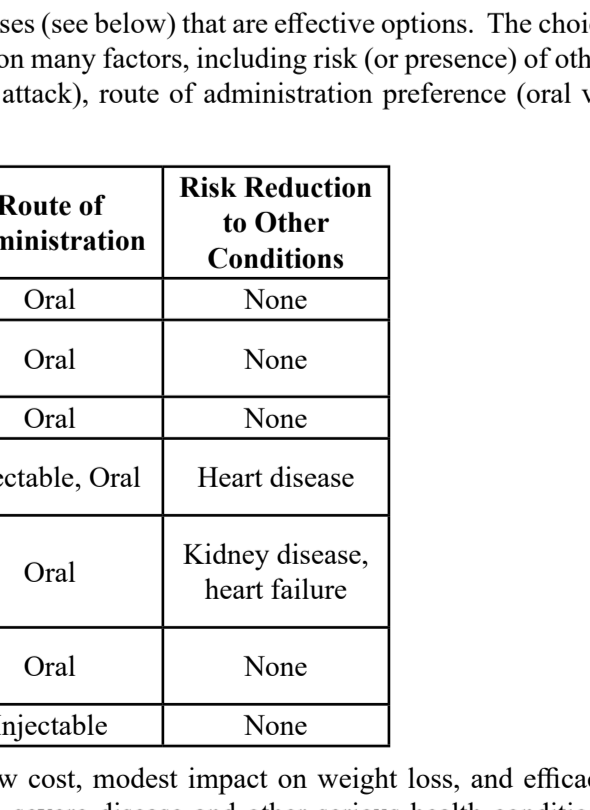 ses (see below) that are effective options. The choi
on many factors, including risk (or presence) of oth
attack), route of administration preference (oral v
Route of
ministration
Risk Reduction
to Other
Conditions
Oral
None
Oral
None
Oral
None
ectable, Oral
Heart disease
Oral
Kidney disease,
heart failure
Oral
None
njectable
None
w cost, modest impact on weight loss, and effica
severe disease and other serious health conditio